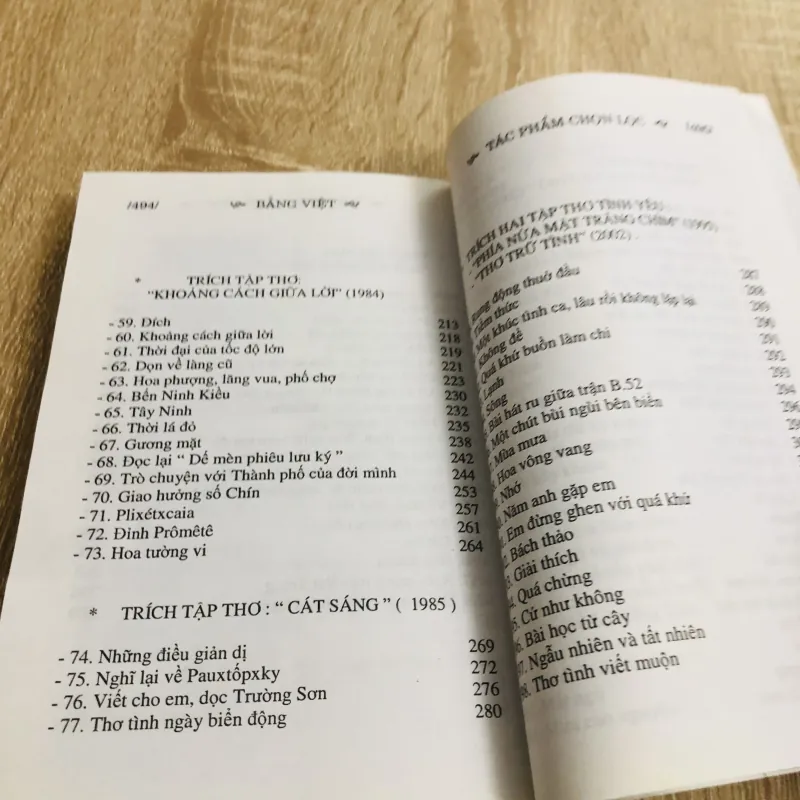 /494/ BẰNG VIỆT
* TRÍCH TẬP THƠ:
"KHOẢNG CÁCH GIỮA LỜI" (1984)
- 59. Đích 213
- 60. Khoảng cách giữa lời 218
- 61. Thời đại của tốc độ lớn 219
- 62. Dọn về làng cũ 221
- 63. Hoa phượng, lăng vua, phố chợ 223
- 64. Bến Ninh Kiều 230
- 65. Tây Ninh 232
- 66. Thời lá đỏ 235
- 67. Gương mặt 238
- 68. Đọc lại " Dế mèn phiêu lưu ký " 242
- 69. Trò chuyện với Thành phố của đời mình 244
- 70. Giao hưởng số Chín 253
- 71. Plixétxcaia 257
- 72. Đỉnh Prômêtê 261
- 73. Hoa tường vi 264
* TRÍCH TẬP THƠ : " CÁT SÁNG " ( 1985 )
- 74. Những điều giản dị 269
- 75. Nghĩ lại về Pauxtốpxky 272
- 76. Viết cho em, dọc Trường Sơn 276
- 77. Thơ tình ngày biển động 280
TÁC PHẨM CHỌN LỌC
TRÍCH HAI TẬP THƠ TÌNH YÊU
- "PHÍA NỬA MẶT TRĂNG CHÌM" (1995)
- "THƠ TRỮ TÌNH" (2002)
Rung động thuở đầu 287
Tiềm thức 288
Một khúc tình ca, lâu rồi không lặp lại 289
Không đề 290
Quá khứ buồn làm chi 291
Lạnh 292
Sông 293
Bài hát ru giữa trận B.52 294
Một chút bùi ngùi bên biển 296
Mùa mưa
Hoa vông vang
Nhớ
Năm anh gặp em
Em đừng ghen với quá khứ
Bách thảo
Giải thích
Quá chừng
Cứ như không
Bài học từ cây
Ngẫu nhiên và tất nhiên
Thơ tình viết muộn